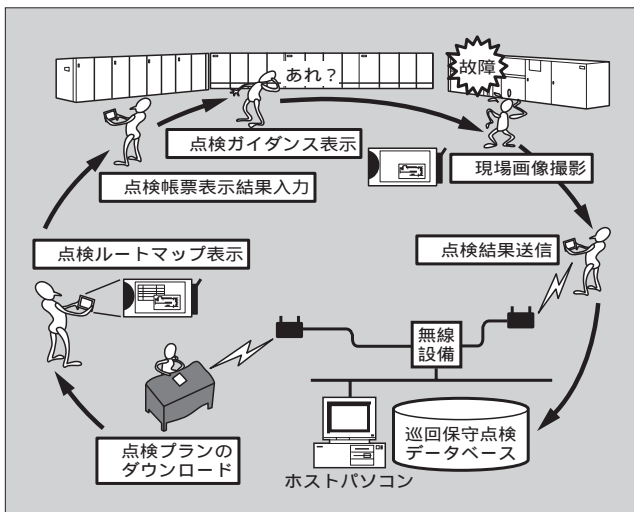 あれ？
故障
点検ガイダンス表示
現場画像撮影
点検帳票表示結果入力
点検ルートマップ表示
点検結果送信
無線
設備
点検プランの
ダウンロード
ホストパソコン
巡回保守点検
データベース